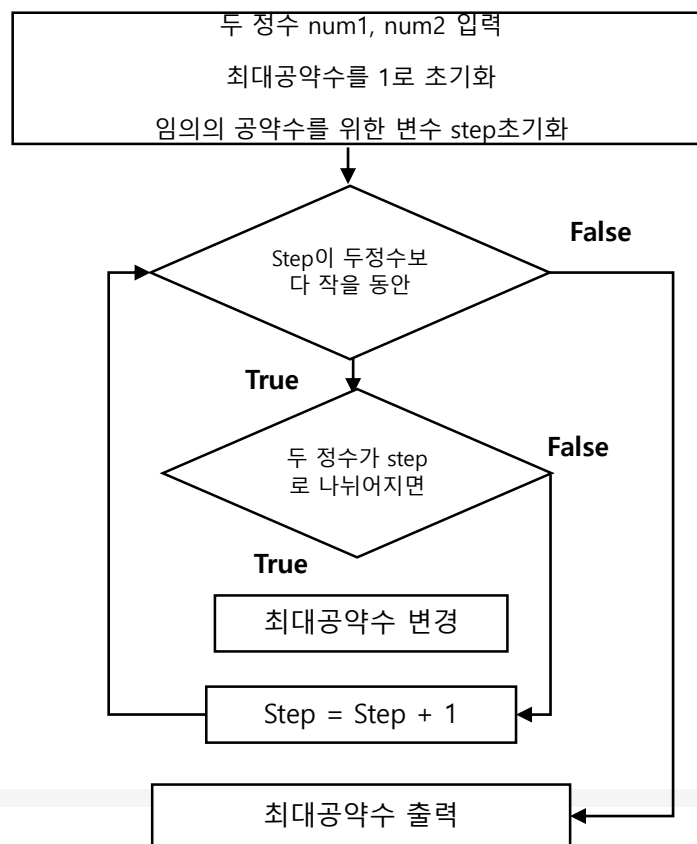 두 정수 num1, num2 입력
최대공약수를 1로 초기화
임의의 공약수를 위한 변수 step초기화
False
Step이 두정수보
다 작을 동안
True
False
두 정수가 step
로 나뉘어지면
True
최대공약수 변경
Step = Step + 1
최대공약수 출력